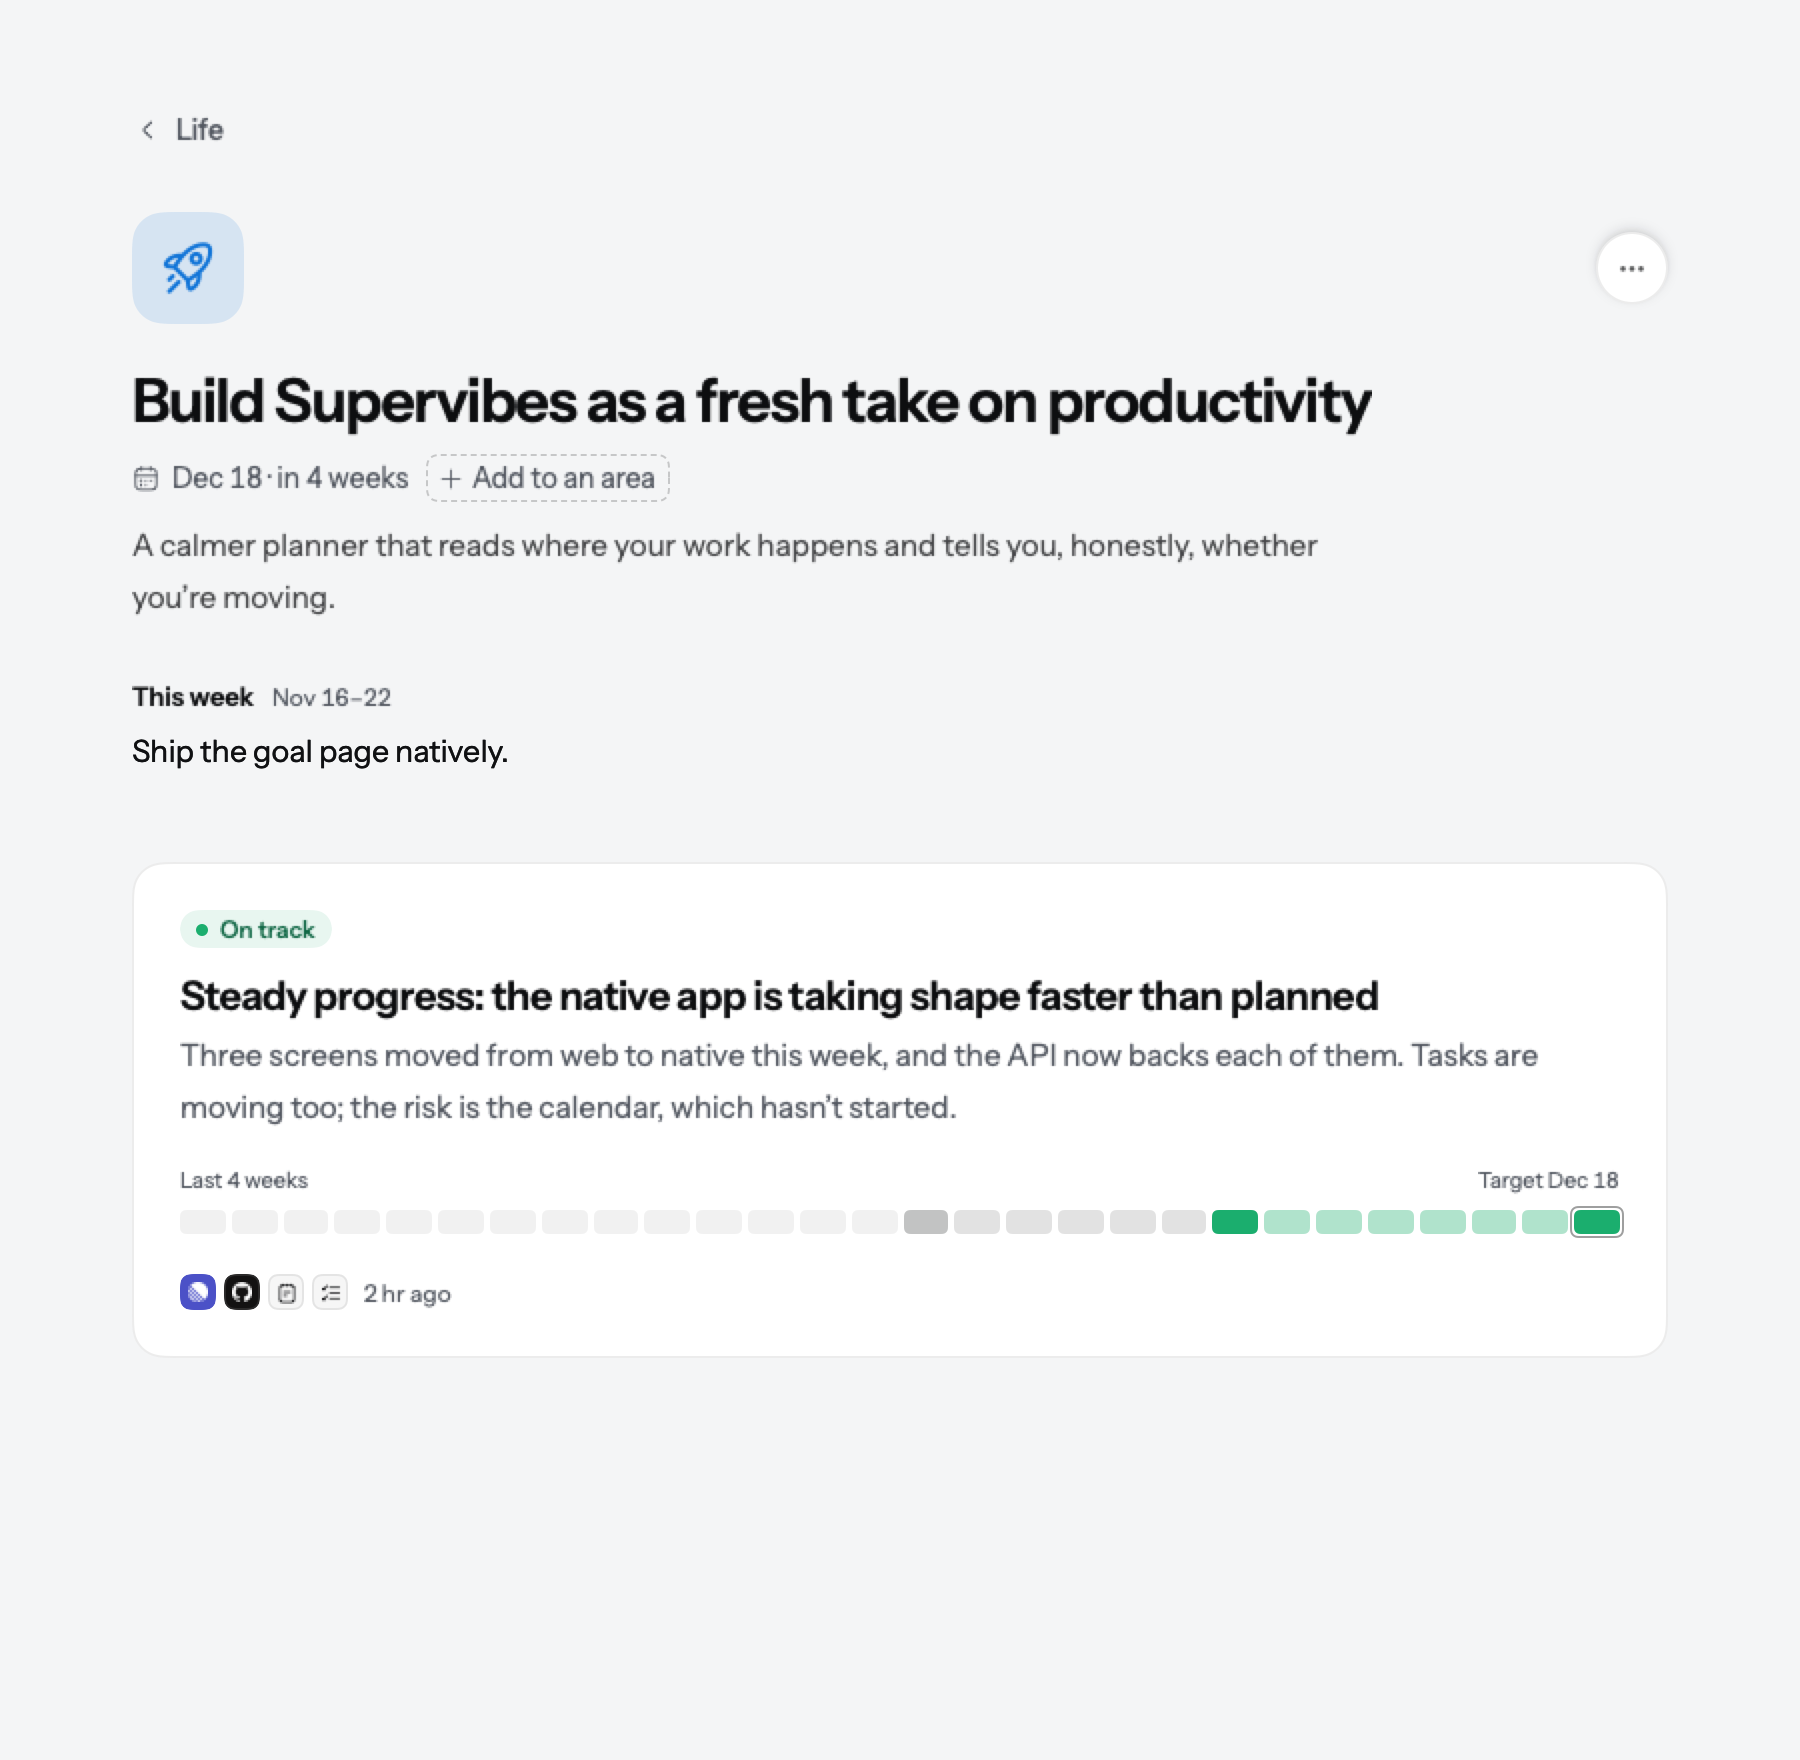 Life
Build Supervibes as a fresh take on productivity
Dec 18 · in 4 weeks + Add to an area
A calmer planner that reads where your work happens and tells you, honestly, whether
you’re moving.
This week Nov 16–22
Ship the goal page natively.
On track
Steady progress: the native app is taking shape faster than planned
Three screens moved from web to native this week, and the API now backs each of them. Tasks are
moving too; the risk is the calendar, which hasn’t started.
Last 4 weeks Target Dec 18
2 hr ago